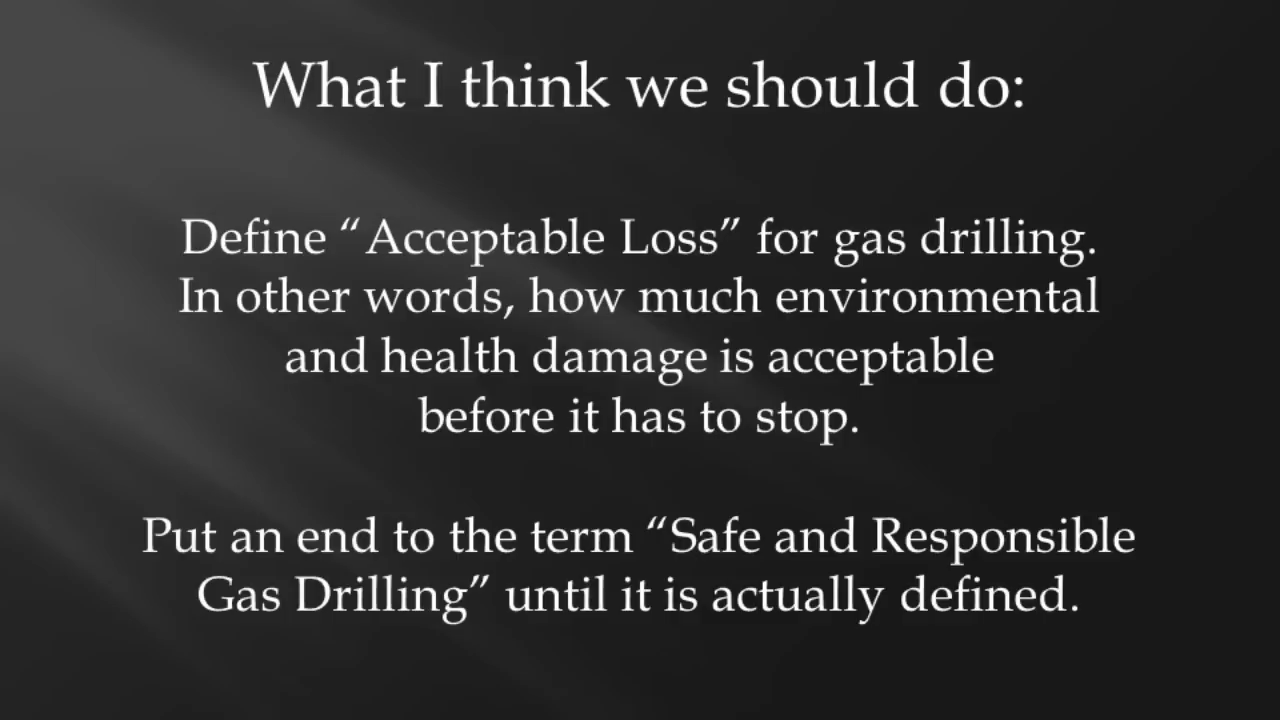 What I think we should do:
Define “Acceptable Loss” for gas drilling.
In other words, how much environmental
and health damage is acceptable
before it has to stop.
Put an end to the term “Safe and Responsible
Gas Drilling” until it is actually defined.